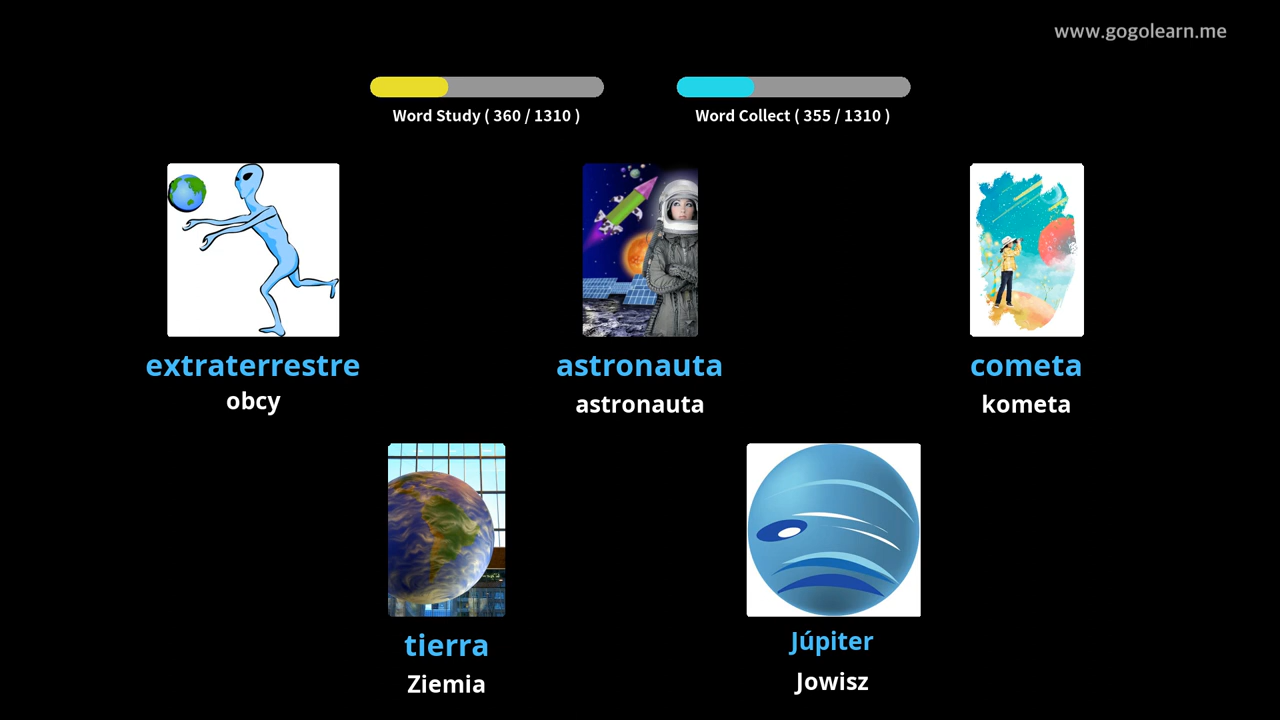 www.gogolearn.me
Word Study ( 360 / 1310 )
Word Collect ( 355 / 1310 )
extraterrestre
obcy
astronauta
astronauta
cometa
kometa
tierra
Ziemia
Júpiter
Jowisz